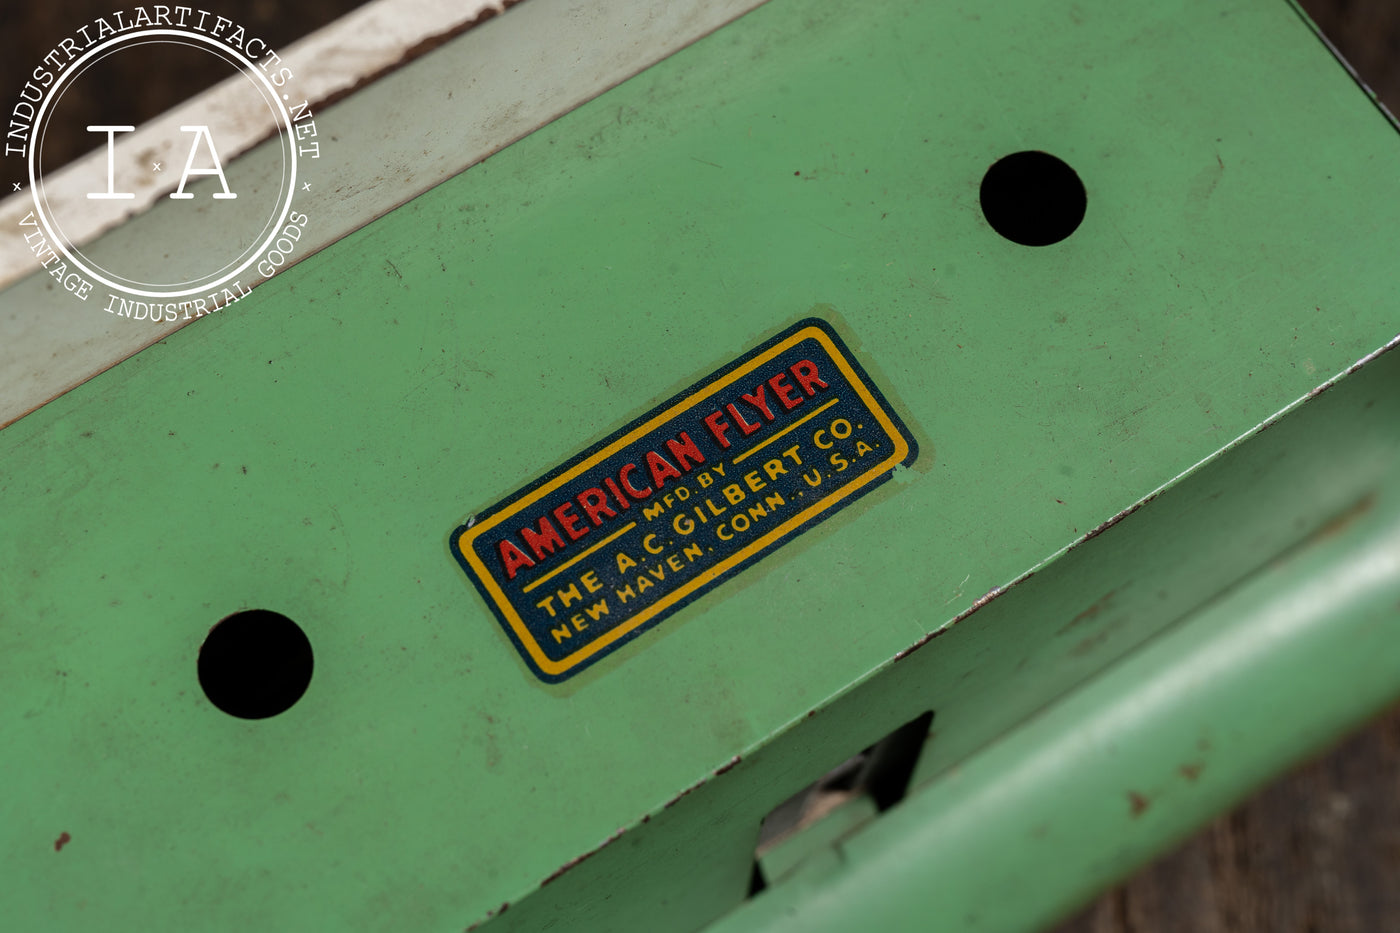 INDUSTRIALARTIFACTS.NET
I × A
× VINTAGE INDUSTRIAL GOODS ×
AMERICAN FLYER
MFD. BY
THE A.C. GILBERT CO.
NEW HAVEN, CONN., U.S.A.